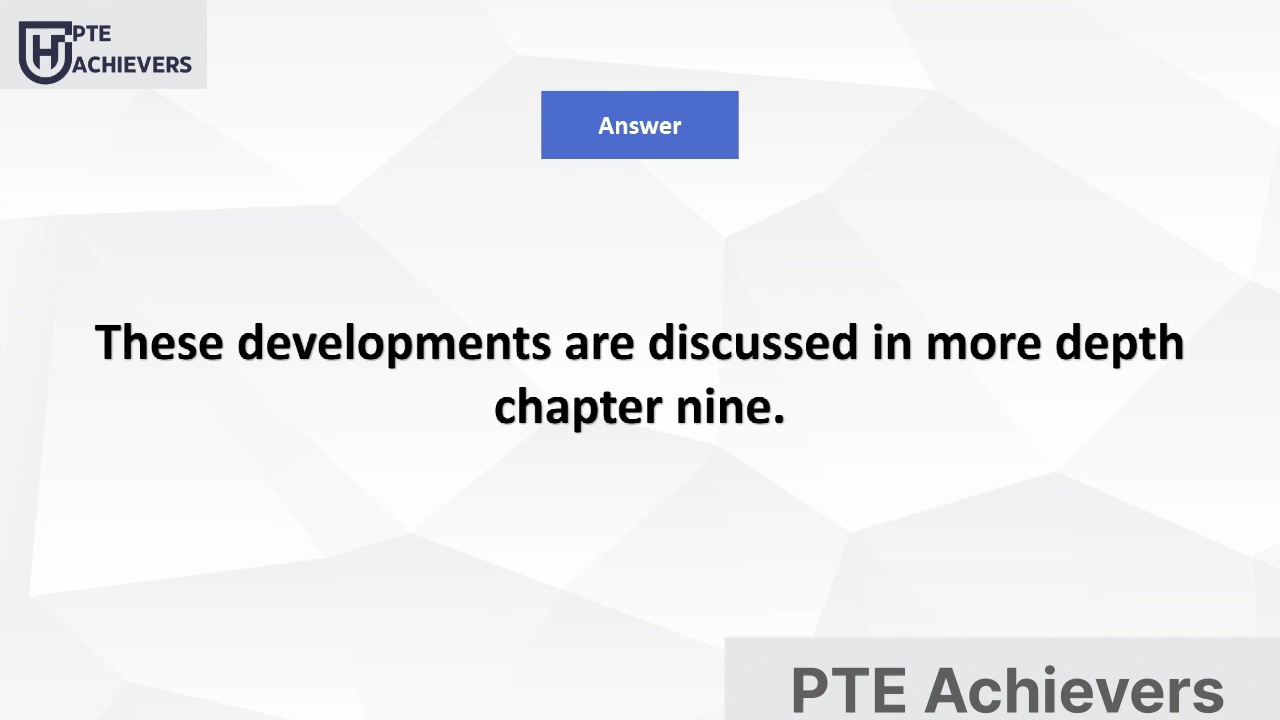 PTE
ACHIEVERS
Answer
These developments are discussed in more depth
chapter nine.
PTE Achievers